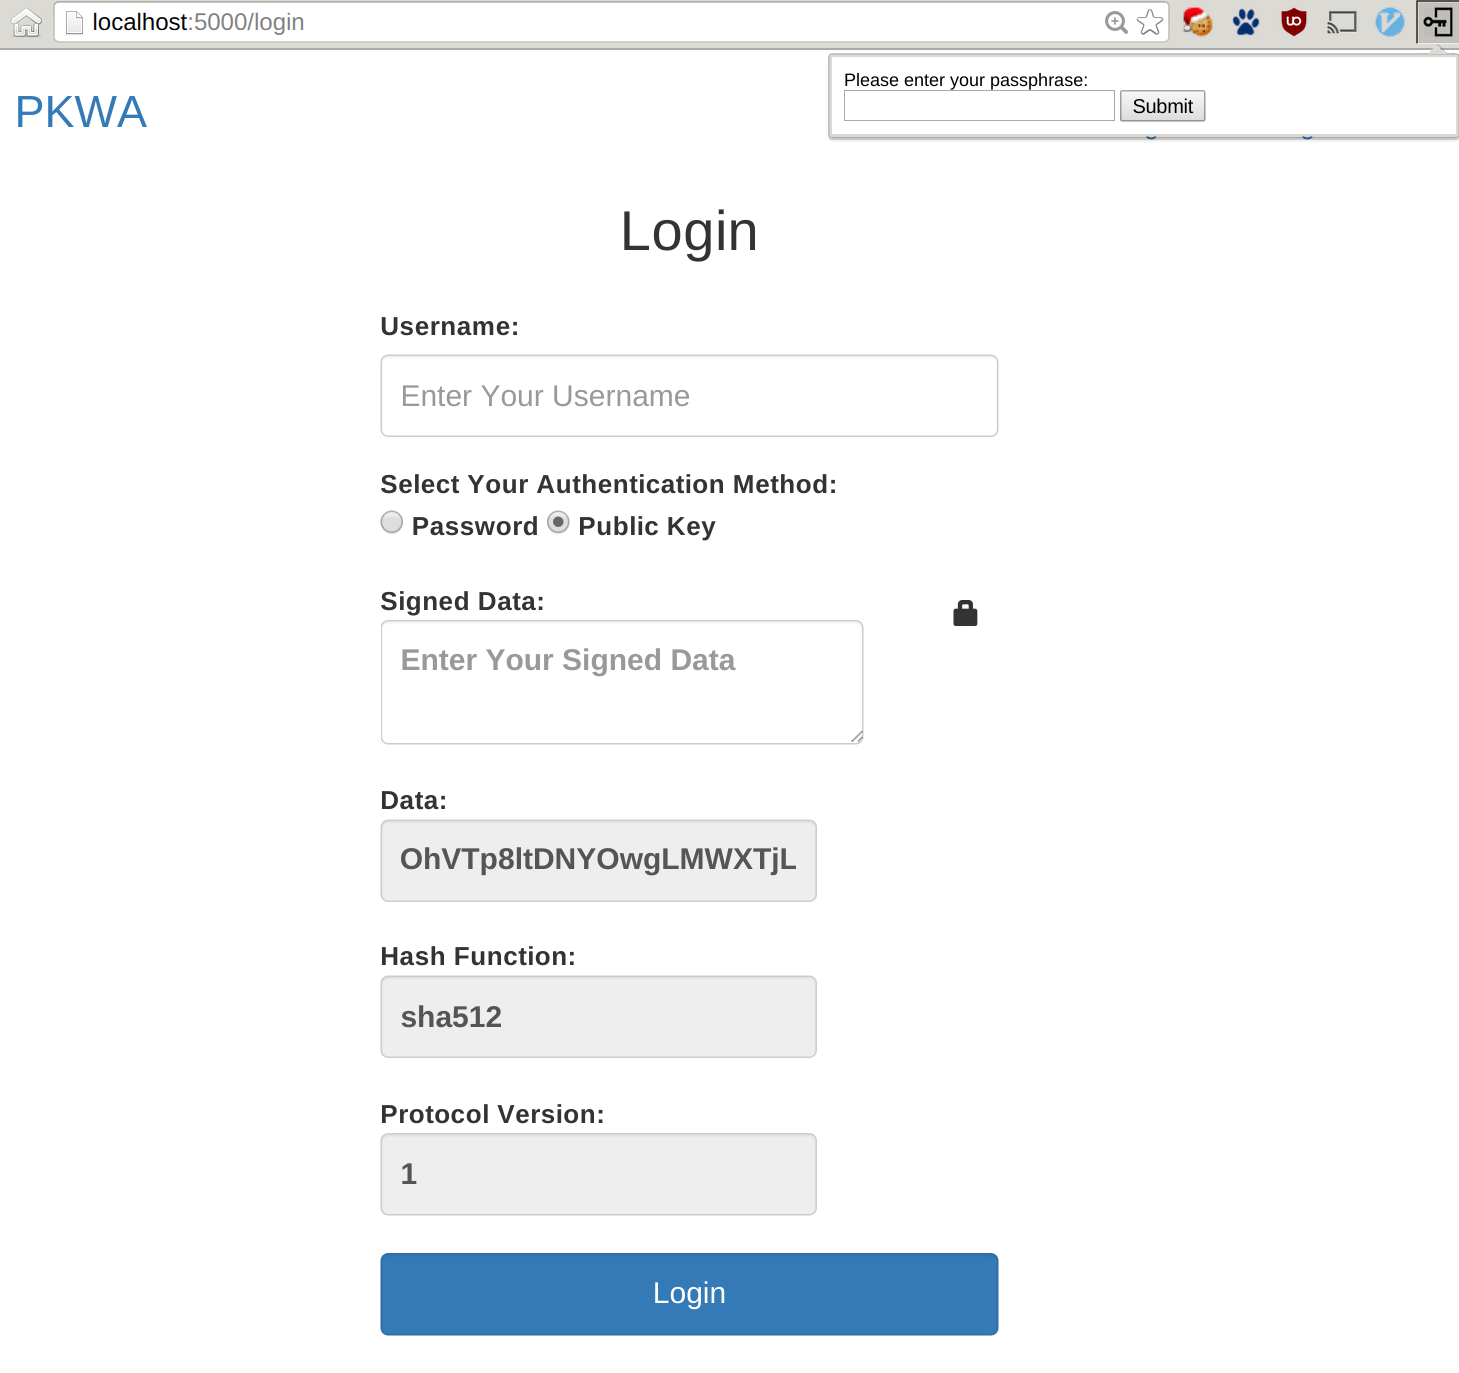 localhost:5000/login
Please enter your passphrase:
Submit
PKWA
Login
Username:
Enter Your Username
Select Your Authentication Method:
Password Public Key
Signed Data:
Enter Your Signed Data
Data:
OhVTp8ltDNYOwgLMWXTjL
Hash Function:
sha512
Protocol Version:
1
Login